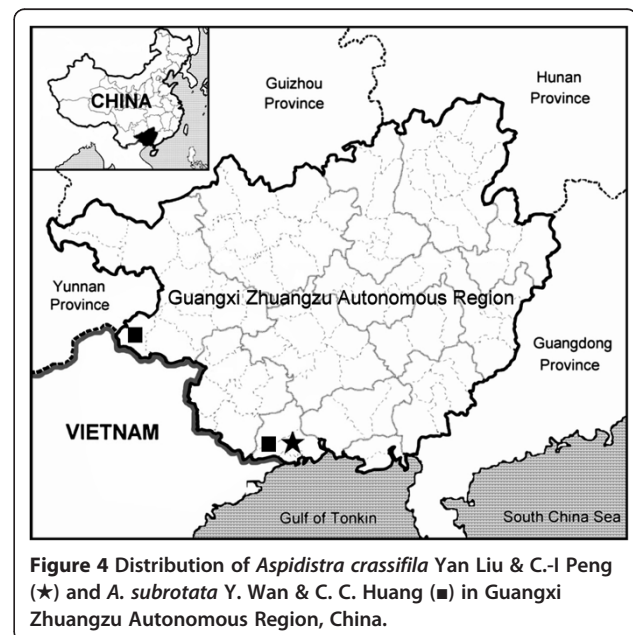 CHINA
Guizhou
Province
Hunan
Province
Yunnan
Province
Guangxi Zhuangzu Autonomous Region
Guangdong
Province
VIETNAM
Gulf of Tonkin
South China Sea
Figure 4 Distribution of Aspidistra crassifila Yan Liu & C.-I Peng
(★) and A. subrotata Y. Wan & C. C. Huang (■) in Guangxi
Zhuangzu Autonomous Region, China.